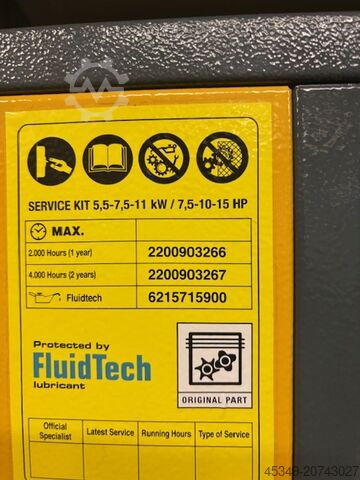 SERVICE KIT 5,5-7,5-11 kW / 7,5-10-15 HP
MAX.
2.000 Hours (1 year) 2200903266
4.000 Hours (2 years) 2200903267
Fluidtech 6215715900
Protected by
FluidTech
lubricant
ORIGINAL PART
Official Specialist Latest Service Running Hours Type of Service
45349-20743027